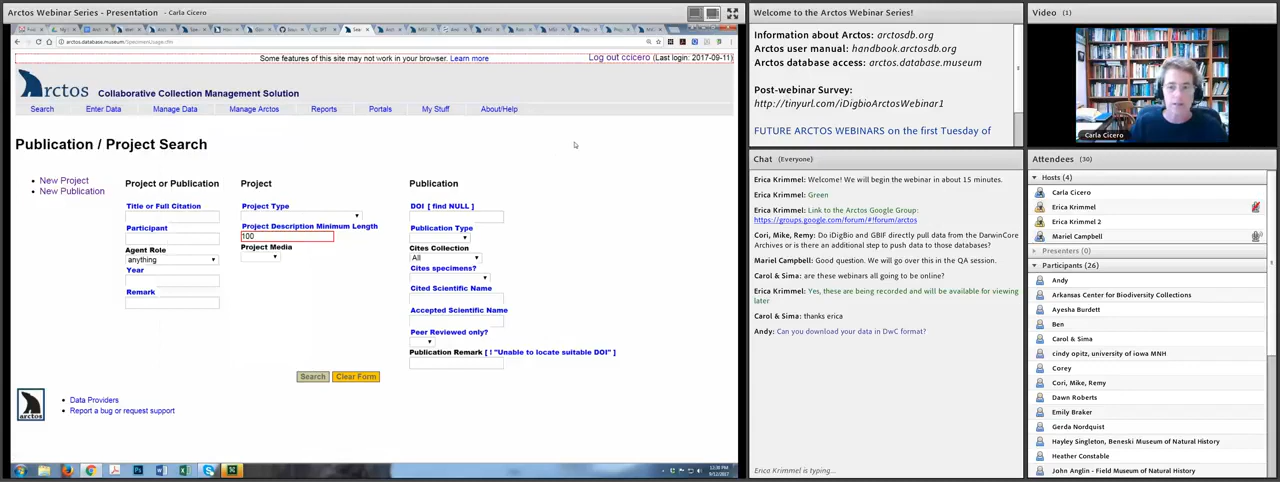 Arctos Webinar Series - Presentation - Carla Cicero
arctos.database.museum/SpecimenUsage.cfm
Some features of this site may not work in your browser. Learn more
Log out ccicero (Last login: 2017-09-11)
Arctos Collaborative Collection Management Solution
Search Enter Data Manage Data Manage Arctos Reports Portals My Stuff About/Help
Publication / Project Search
New Project
New Publication
Project or Publication
Title or Full Citation
Participant
Agent Role
anything
Year
Remark
Project
Project Type
Project Description Minimum Length
100
Project Media
Publication
DOI [ find NULL ]
Publication Type
Cites Collection
All
Cites specimens?
Cited Scientific Name
Accepted Scientific Name
Peer Reviewed only?
Publication Remark [ ! "Unable to locate suitable DOI" ]
Search Clear Form
arctos
Data Providers
Report a bug or request support
12:39 PM
9/12/2017
Welcome to the Arctos Webinar Series!
Information about Arctos: arctosdb.org
Arctos user manual: handbook.arctosdb.org
Arctos database access: arctos.database.museum
Post-webinar Survey:
http://tinyurl.com/iDigbioArctosWebinar1
FUTURE ARCTOS WEBINARS on the first Tuesday of
Chat (Everyone)
Erica Krimmel: Welcome! We will begin the webinar in about 15 minutes.
Erica Krimmel: Green
Erica Krimmel: Link to the Arctos Google Group:
https://groups.google.com/forum/#!forum/arctos
Cori, Mike, Remy: Do iDigBio and GBIF directly pull data from the DarwinCore
Archives or is there an additional step to push data to those databases?
Mariel Campbell: Good question. We will go over this in the QA session.
Carol & Sima: are these webinars all going to be online?
Erica Krimmel: Yes, these are being recorded and will be available for viewing
later
Carol & Sima: thanks erica
Andy: Can you download your data in DwC format?
Erica Krimmel is typing...
Video (1)
Carla Cicero
Attendees (30)
Hosts (4)
Carla Cicero
Erica Krimmel
Erica Krimmel 2
Mariel Campbell
Presenters (0)
Participants (26)
Andy
Arkansas Center for Biodiversity Collections
Ayesha Burdett
Ben
Carol & Sima
cindy opitz, university of iowa MNH
Corey
Cori, Mike, Remy
Dawn Roberts
Emily Braker
Gerda Nordquist
Hayley Singleton, Beneski Museum of Natural History
Heather Constable
John Anglin - Field Museum of Natural History